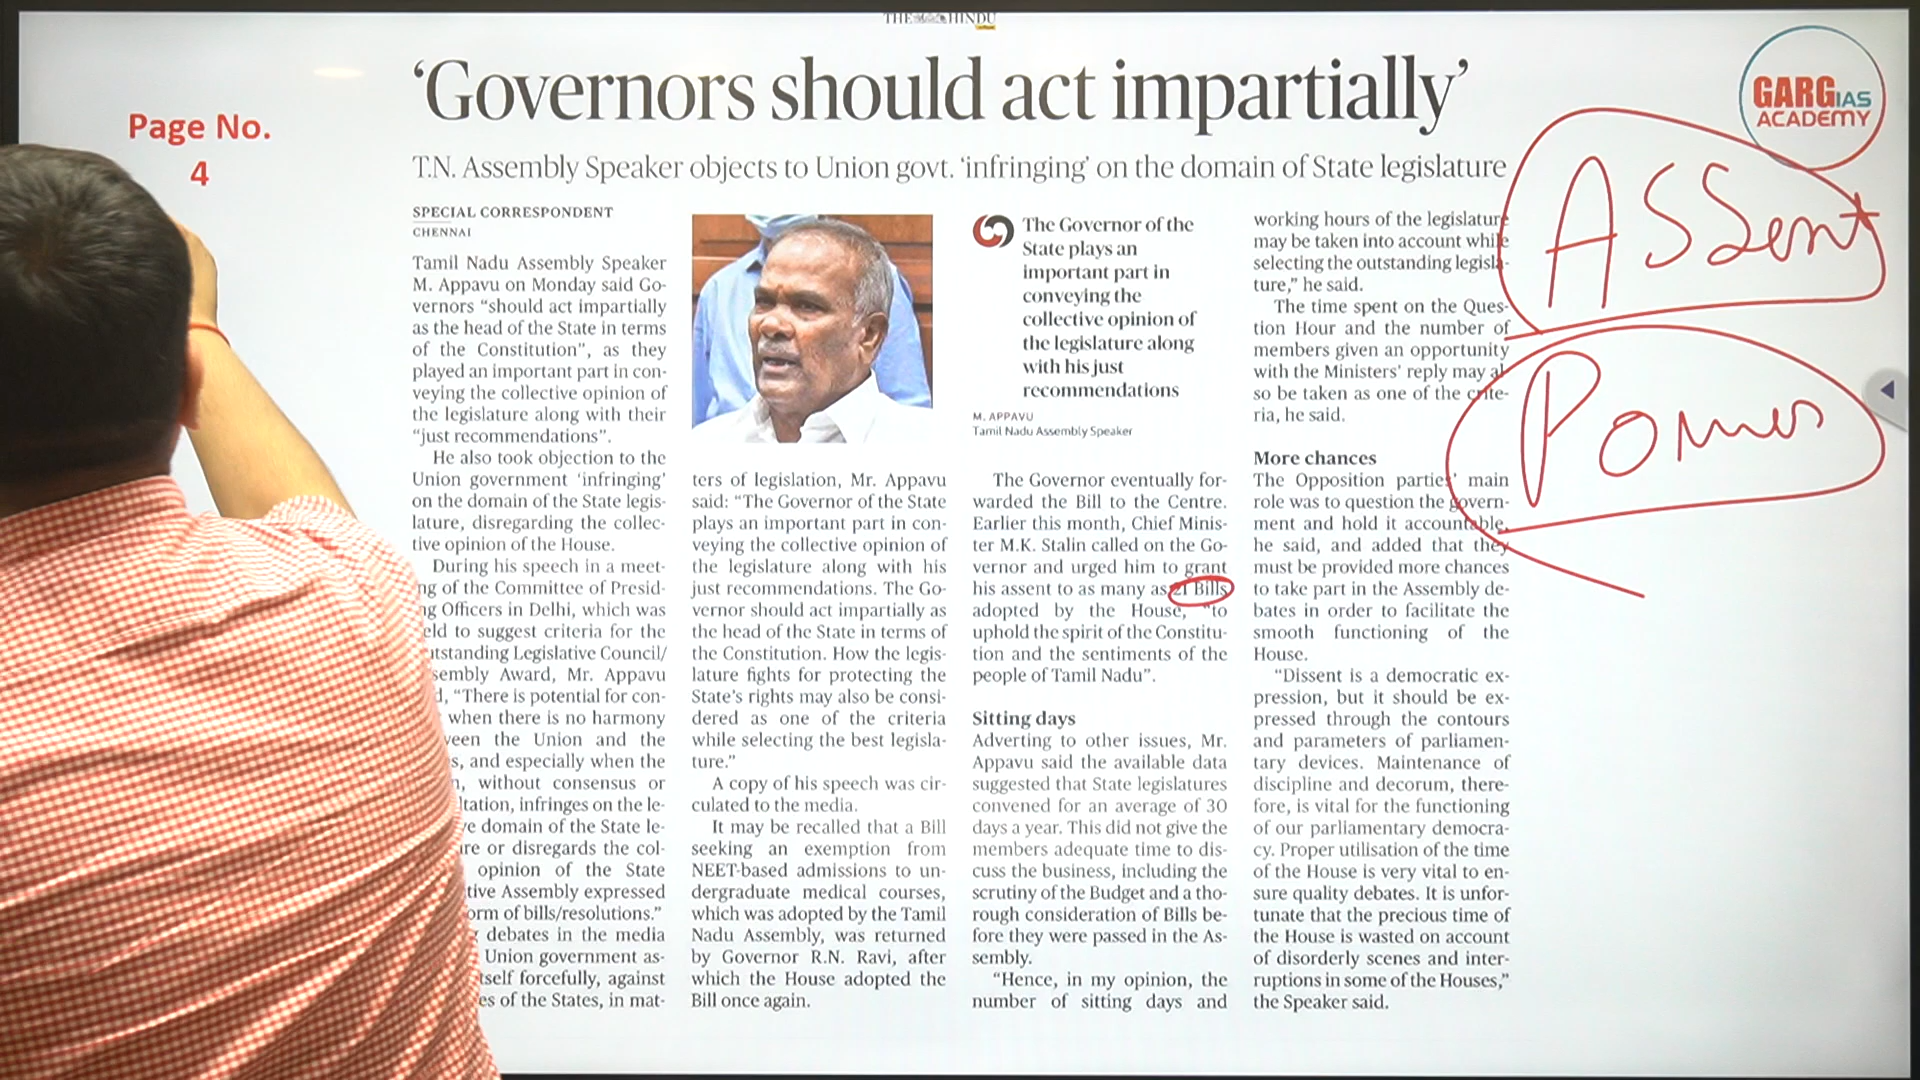 THE HINDU
'Governors should act impartially'
T.N. Assembly Speaker objects to Union govt. 'infringing' on the domain of State legislature
Page No.
4
GARG IAS
ACADEMY
ASSent
Power
SPECIAL CORRESPONDENT
CHENNAI
Tamil Nadu Assembly Speaker
M. Appavu on Monday said Go-
vernors "should act impartially
as the head of the State in terms
of the Constitution", as they
played an important part in con-
veying the collective opinion of
the legislature along with their
"just recommendations".
He also took objection to the
Union government 'infringing'
on the domain of the State legis-
lature, disregarding the collec-
tive opinion of the House.
During his speech in a meet-
ng of the Committee of Presid-
ng Officers in Delhi, which was
eld to suggest criteria for the
tstanding Legislative Council/
sembly Award, Mr. Appavu
d, "There is potential for con-
when there is no harmony
veen the Union and the
s, and especially when the
n, without consensus or
ltation, infringes on the le-
ve domain of the State le-
re or disregards the col-
opinion of the State
tive Assembly expressed
orm of bills/resolutions."
debates in the media
Union government as-
tself forcefully, against
es of the States, in mat-
ters of legislation, Mr. Appavu
said: "The Governor of the State
plays an important part in con-
veying the collective opinion of
the legislature along with his
just recommendations. The Go-
vernor should act impartially as
the head of the State in terms of
the Constitution. How the legis-
lature fights for protecting the
State's rights may also be consi-
dered as one of the criteria
while selecting the best legisla-
ture."
A copy of his speech was cir-
culated to the media.
It may be recalled that a Bill
seeking an exemption from
NEET-based admissions to un-
dergraduate medical courses,
which was adopted by the Tamil
Nadu Assembly, was returned
by Governor R.N. Ravi, after
which the House adopted the
Bill once again.
The Governor of the
State plays an
important part in
conveying the
collective opinion of
the legislature along
with his just
recommendations
M. APPAVU
Tamil Nadu Assembly Speaker
The Governor eventually for-
warded the Bill to the Centre.
Earlier this month, Chief Minis-
ter M.K. Stalin called on the Go-
vernor and urged him to grant
his assent to as many as 21 Bills
adopted by the House, "to
uphold the spirit of the Constitu-
tion and the sentiments of the
people of Tamil Nadu".
Sitting days
Adverting to other issues, Mr.
Appavu said the available data
suggested that State legislatures
convened for an average of 30
days a year. This did not give the
members adequate time to dis-
cuss the business, including the
scrutiny of the Budget and a tho-
rough consideration of Bills be-
fore they were passed in the As-
sembly.
"Hence, in my opinion, the
number of sitting days and
working hours of the legislature
may be taken into account while
selecting the outstanding legisla-
ture," he said.
The time spent on the Ques-
tion Hour and the number of
members given an opportunity
with the Ministers' reply may al-
so be taken as one of the crite-
ria, he said.
More chances
The Opposition parties' main
role was to question the govern-
ment and hold it accountable,
he said, and added that they
must be provided more chances
to take part in the Assembly de-
bates in order to facilitate the
smooth functioning of the
House.
"Dissent is a democratic ex-
pression, but it should be ex-
pressed through the contours
and parameters of parliamen-
tary devices. Maintenance of
discipline and decorum, there-
fore, is vital for the functioning
of our parliamentary democra-
cy. Proper utilisation of the time
of the House is very vital to en-
sure quality debates. It is unfor-
tunate that the precious time of
the House is wasted on account
of disorderly scenes and inter-
ruptions in some of the Houses,"
the Speaker said.